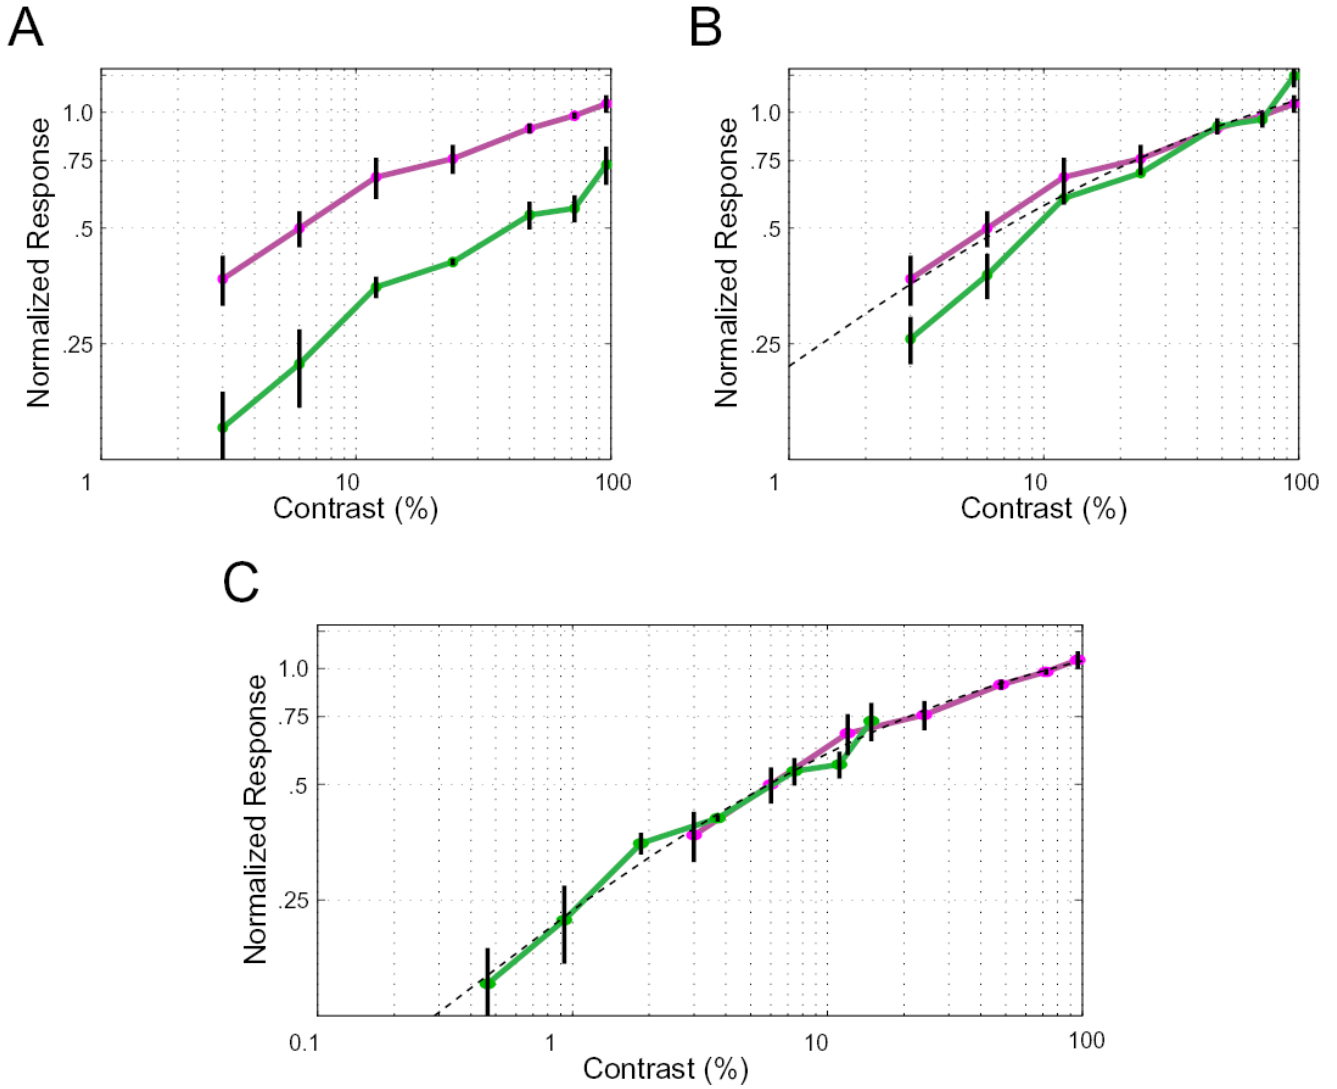 A
Normalized Response
1.0
.75
.5
.25
1
10
100
Contrast (%)
B
Normalized Response
1.0
.75
.5
.25
1
10
100
Contrast (%)
C
Normalized Response
1.0
.75
.5
.25
0.1
1
10
100
Contrast (%)